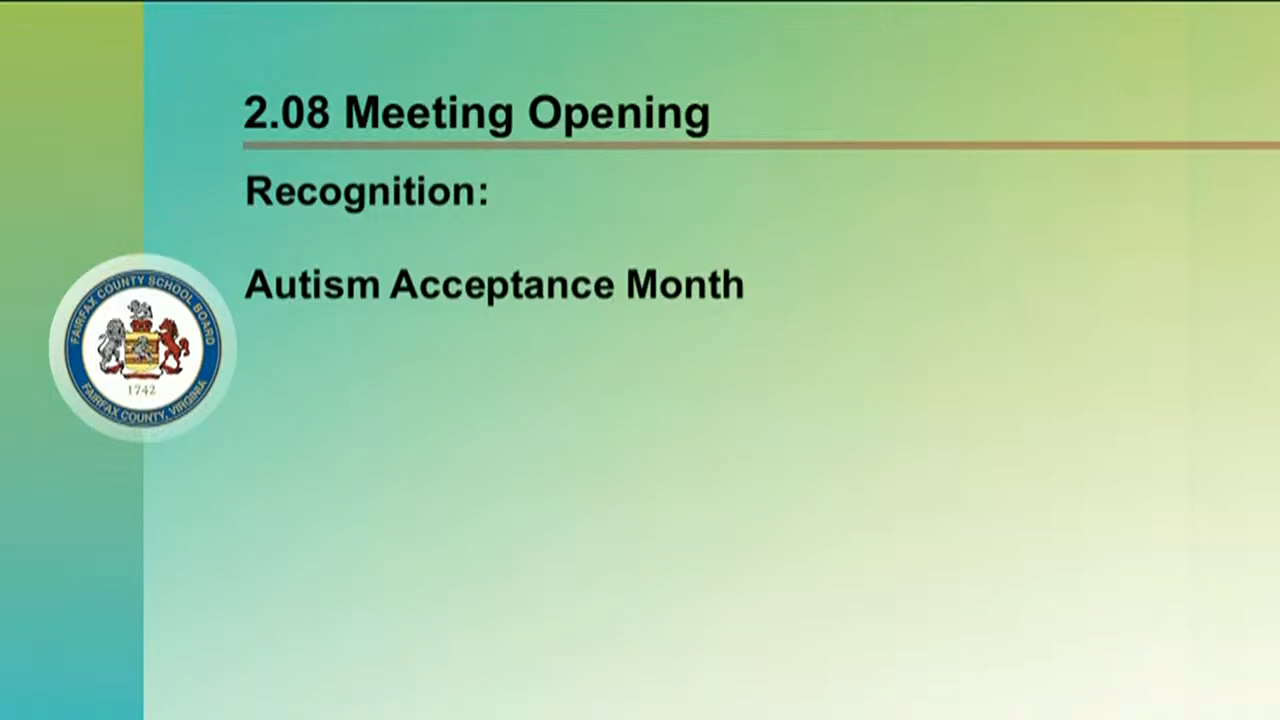 2.08 Meeting Opening
Recognition:
Autism Acceptance Month
FAIRFAX COUNTY SCHOOL BOARD
1742
FAIRFAX COUNTY, VIRGINIA